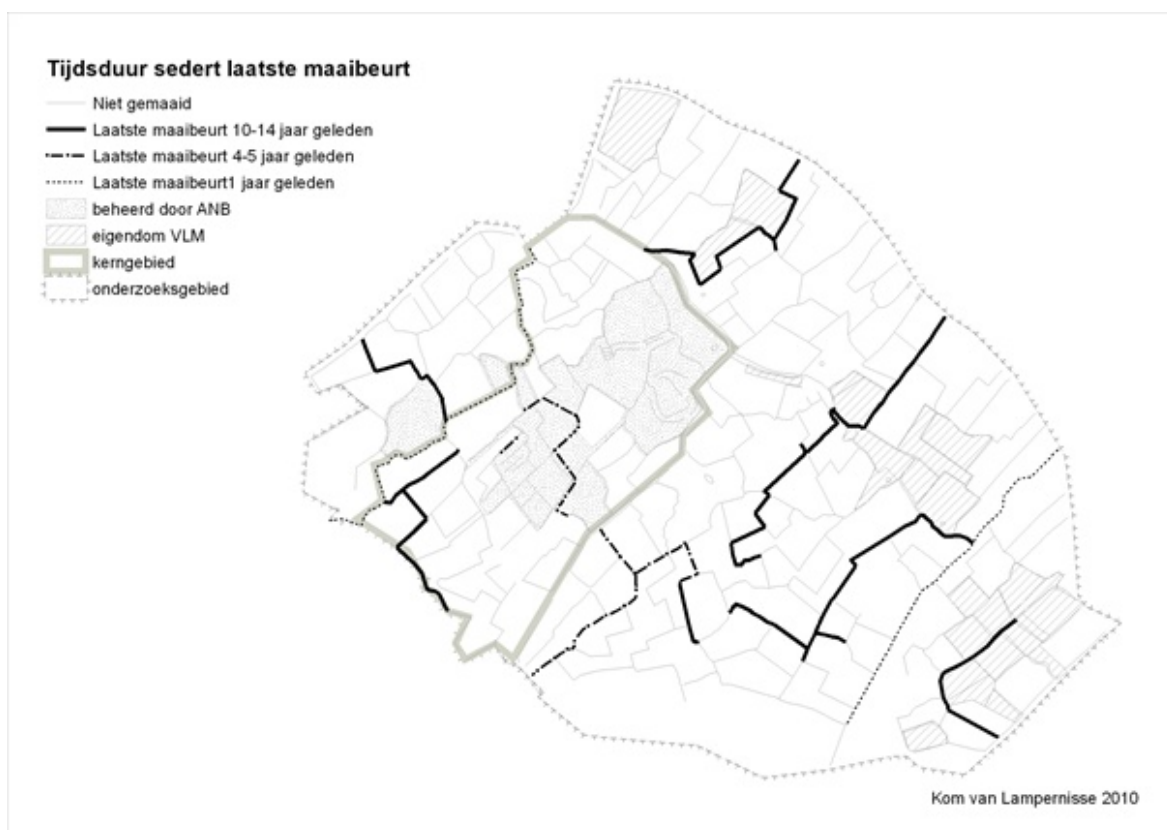 Tijdsduur sedert laatste maaibeurt
Niet gemaaid
Laatste maaibeurt 10-14 jaar geleden
Laatste maaibeurt 4-5 jaar geleden
Laatste maaibeurt1 jaar geleden
beheerd door ANB
eigendom VLM
kerngebied
onderzoeksgebied
Kom van Lampernisse 2010